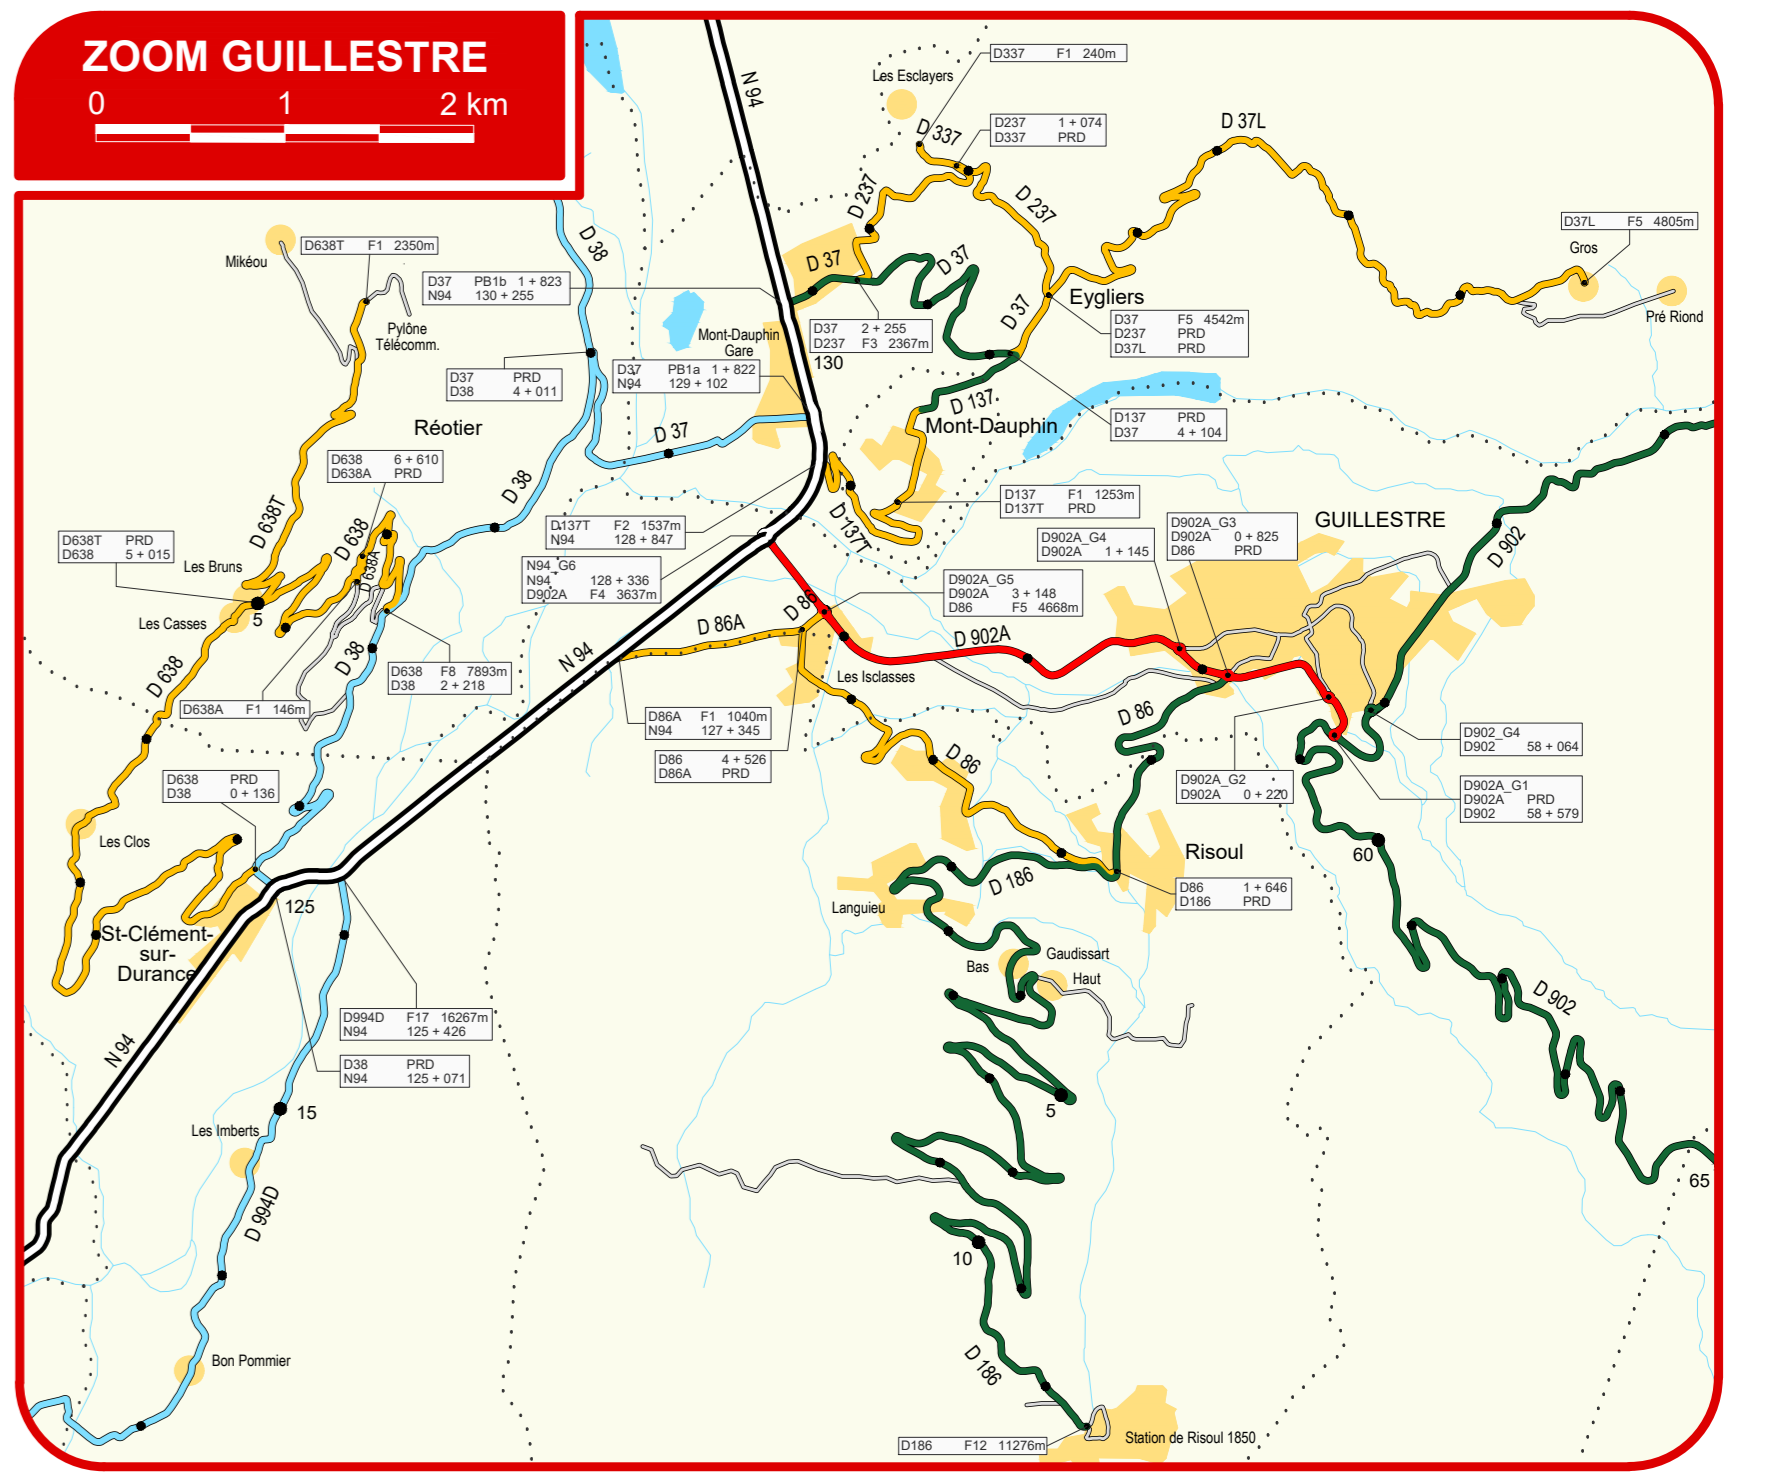 ZOOM GUILLESTRE
0 1 2 km
N 94
D337 F1 240m
Les Esclayers
D 337
D237 1 + 074
D337 PRD
D 37L
D 237
D 237
D 38
D37L F5 4805m
Gros
Mikéou
D638T F1 2350m
D37 PB1b 1 + 823
N94 130 + 255
D 37
D 37
Eygliers
Pré Riond
Pylône
Télécomm.
Mont-Dauphin
Gare
D37 2 + 255
D237 F3 2367m
D 37
D37 F5 4542m
D237 PRD
D37L PRD
130
D37 PRD
D38 4 + 011
D37 PB1a 1 + 822
N94 129 + 102
D 137
Mont-Dauphin
D137 PRD
D37 4 + 104
Réotier
D 37
D638 6 + 610
D638A PRD
D 38
D137 F1 1253m
D137T PRD
D 638T
D 638
D 638A
D137T F2 1537m
N94 128 + 847
D 137T
D902A_G4
D902A 1 + 145
D902A_G3
D902A 0 + 825
D86 PRD
GUILLESTRE
D 902
D638T PRD
D638 5 + 015
Les Bruns
N94_G6
N94 128 + 336
D902A F4 3637m
D902A_G5
D902A 3 + 148
D86 F5 4668m
5
Les Casses
D 86
D 86A
D 902A
D 638
D 38
N 94
Les Isclasses
D638 F8 7893m
D38 2 + 218
D638A F1 146m
D86A F1 1040m
N94 127 + 345
D 86
D902_G4
D902 58 + 064
D86 4 + 526
D86A PRD
D 86
D638 PRD
D38 0 + 136
D902A_G2
D902A 0 + 220
D902A_G1
D902A PRD
D902 58 + 579
Les Clos
Risoul
60
D 186
D86 1 + 646
D186 PRD
125
Languieu
St-Clément-
sur-
Durance
Gaudissart
Bas
Haut
D 902
D994D F17 16267m
N94 125 + 426
N 94
D38 PRD
N94 125 + 071
15
5
Les Imberts
65
D 994D
10
Bon Pommier
D 186
Station de Risoul 1850
D186 F12 11276m